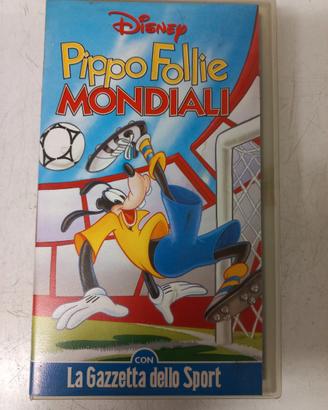 Disney
Pippo Follie
MONDIALI
CON
La Gazzetta dello Sport